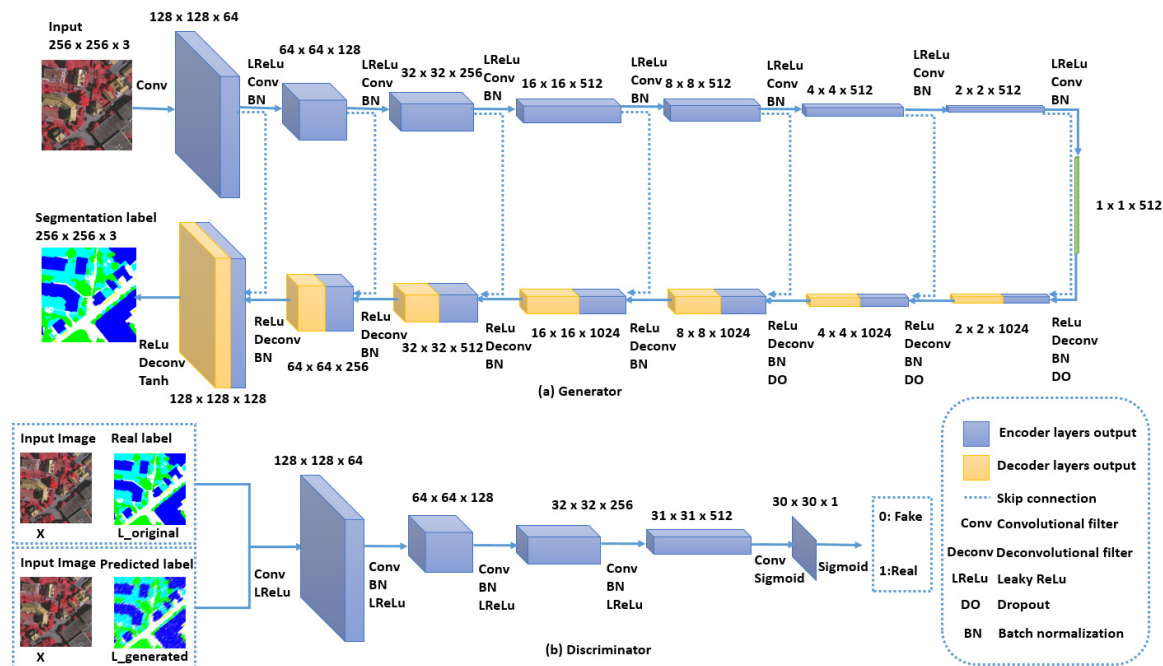 Input
256 x 256 x 3
Conv
128 x 128 x 64
LReLu
Conv
BN
64 x 64 x 128
LReLu
Conv
BN
32 x 32 x 256
LReLu
Conv
BN
16 x 16 x 512
LReLu
Conv
BN
8 x 8 x 512
LReLu
Conv
BN
4 x 4 x 512
LReLu
Conv
BN
2 x 2 x 512
LReLu
Conv
BN
1 x 1 x 512
Segmentation label
256 x 256 x 3
ReLu
Deconv
Tanh
128 x 128 x 128
ReLu
Deconv
BN
64 x 64 x 256
ReLu
Deconv
BN
32 x 32 x 512
ReLu
Deconv
BN
16 x 16 x 1024
ReLu
Deconv
BN
8 x 8 x 1024
ReLu
Deconv
BN
DO
4 x 4 x 1024
ReLu
Deconv
BN
DO
2 x 2 x 1024
ReLu
Deconv
BN
DO
(a) Generator
Input Image
Real label
X
L_original
Input Image
Predicted label
X
L_generated
Conv
LReLu
128 x 128 x 64
Conv
BN
LReLu
64 x 64 x 128
Conv
BN
LReLu
32 x 32 x 256
Conv
BN
LReLu
31 x 31 x 512
Conv
Sigmoid
30 x 30 x 1
Sigmoid
0: Fake
1:Real
(b) Discriminator
Encoder layers output
Decoder layers output
Skip connection
Conv Convolutional filter
Deconv Deconvolutional filter
LReLu Leaky ReLu
DO Dropout
BN Batch normalization